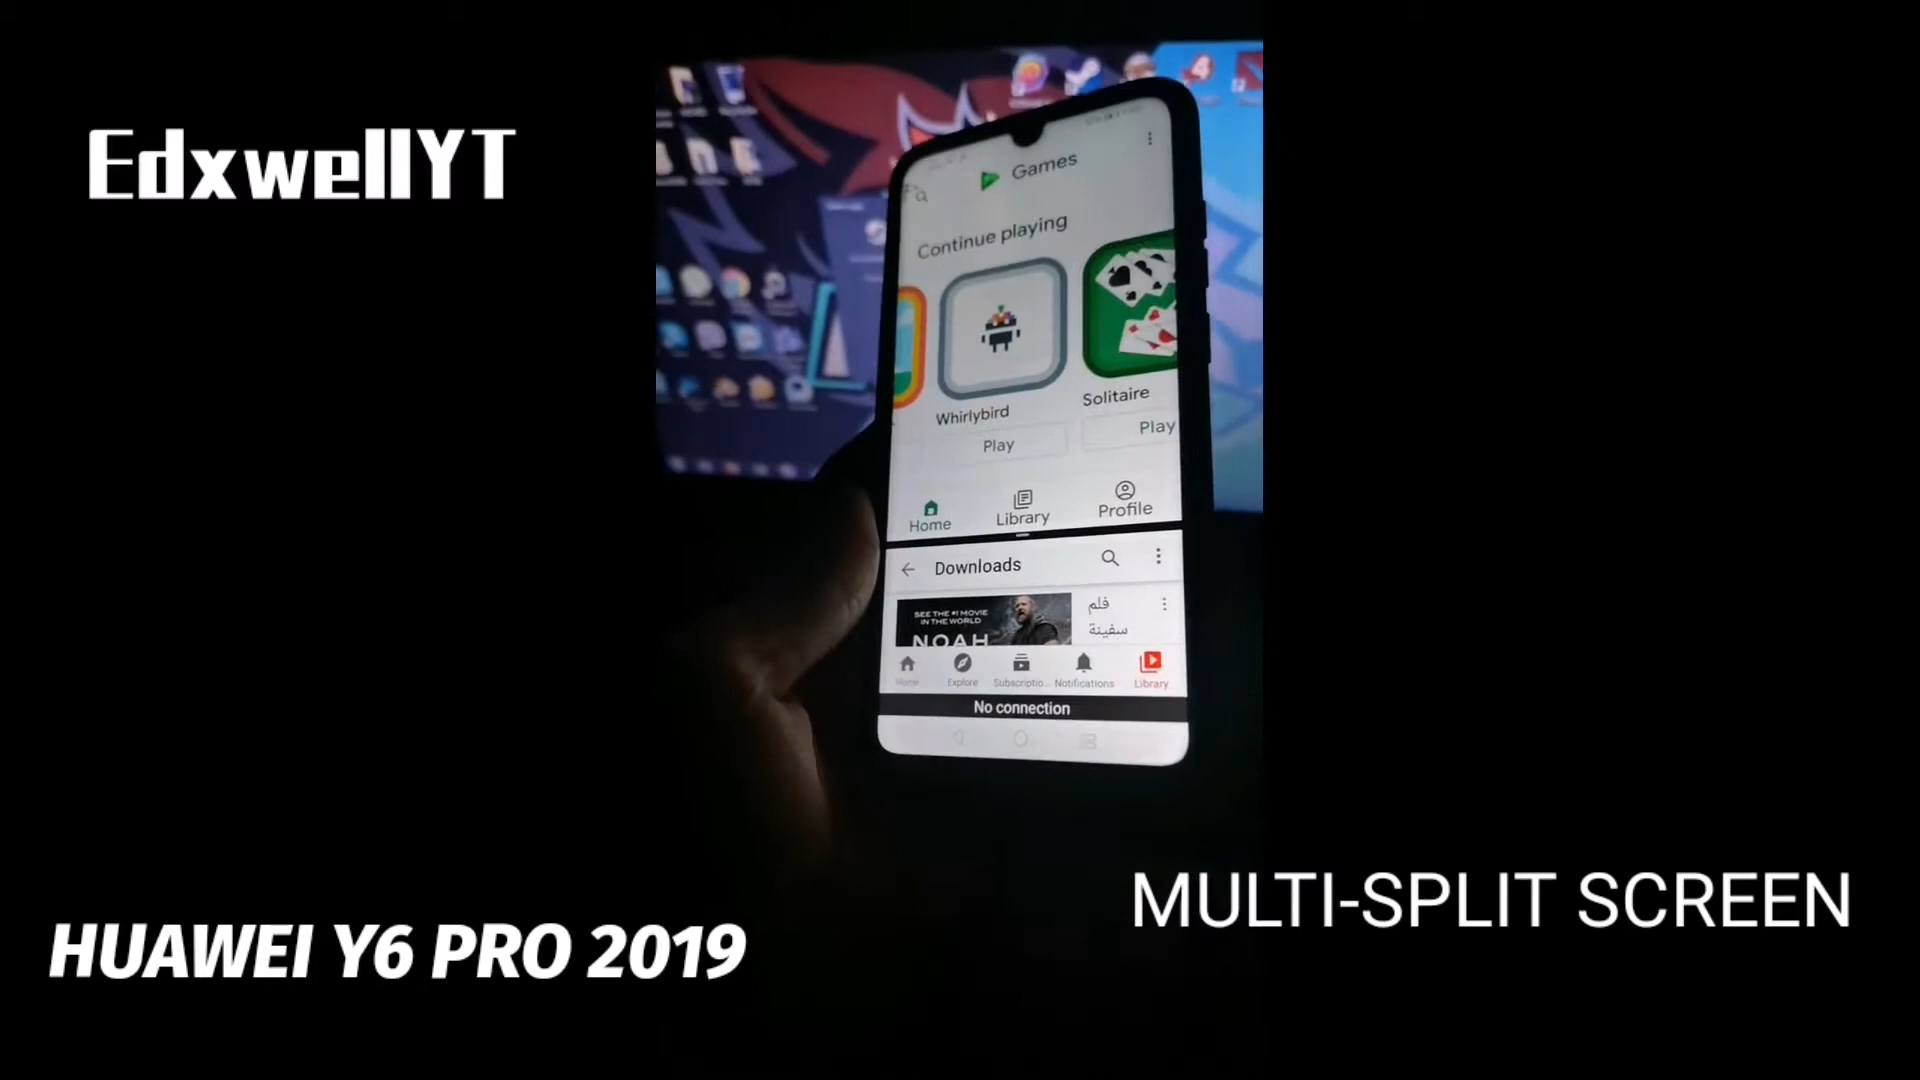 EdxwellYT
Games
Continue playing
Whirlybird
Solitaire
Play
Play
Home
Library
Profile
Downloads
SEE THE #1 MOVIE
IN THE WORLD
NOAH
فلم
سفينة
Home
Explore
Subscriptio...
Notifications
Library
No connection
MULTI-SPLIT SCREEN
HUAWEI Y6 PRO 2019